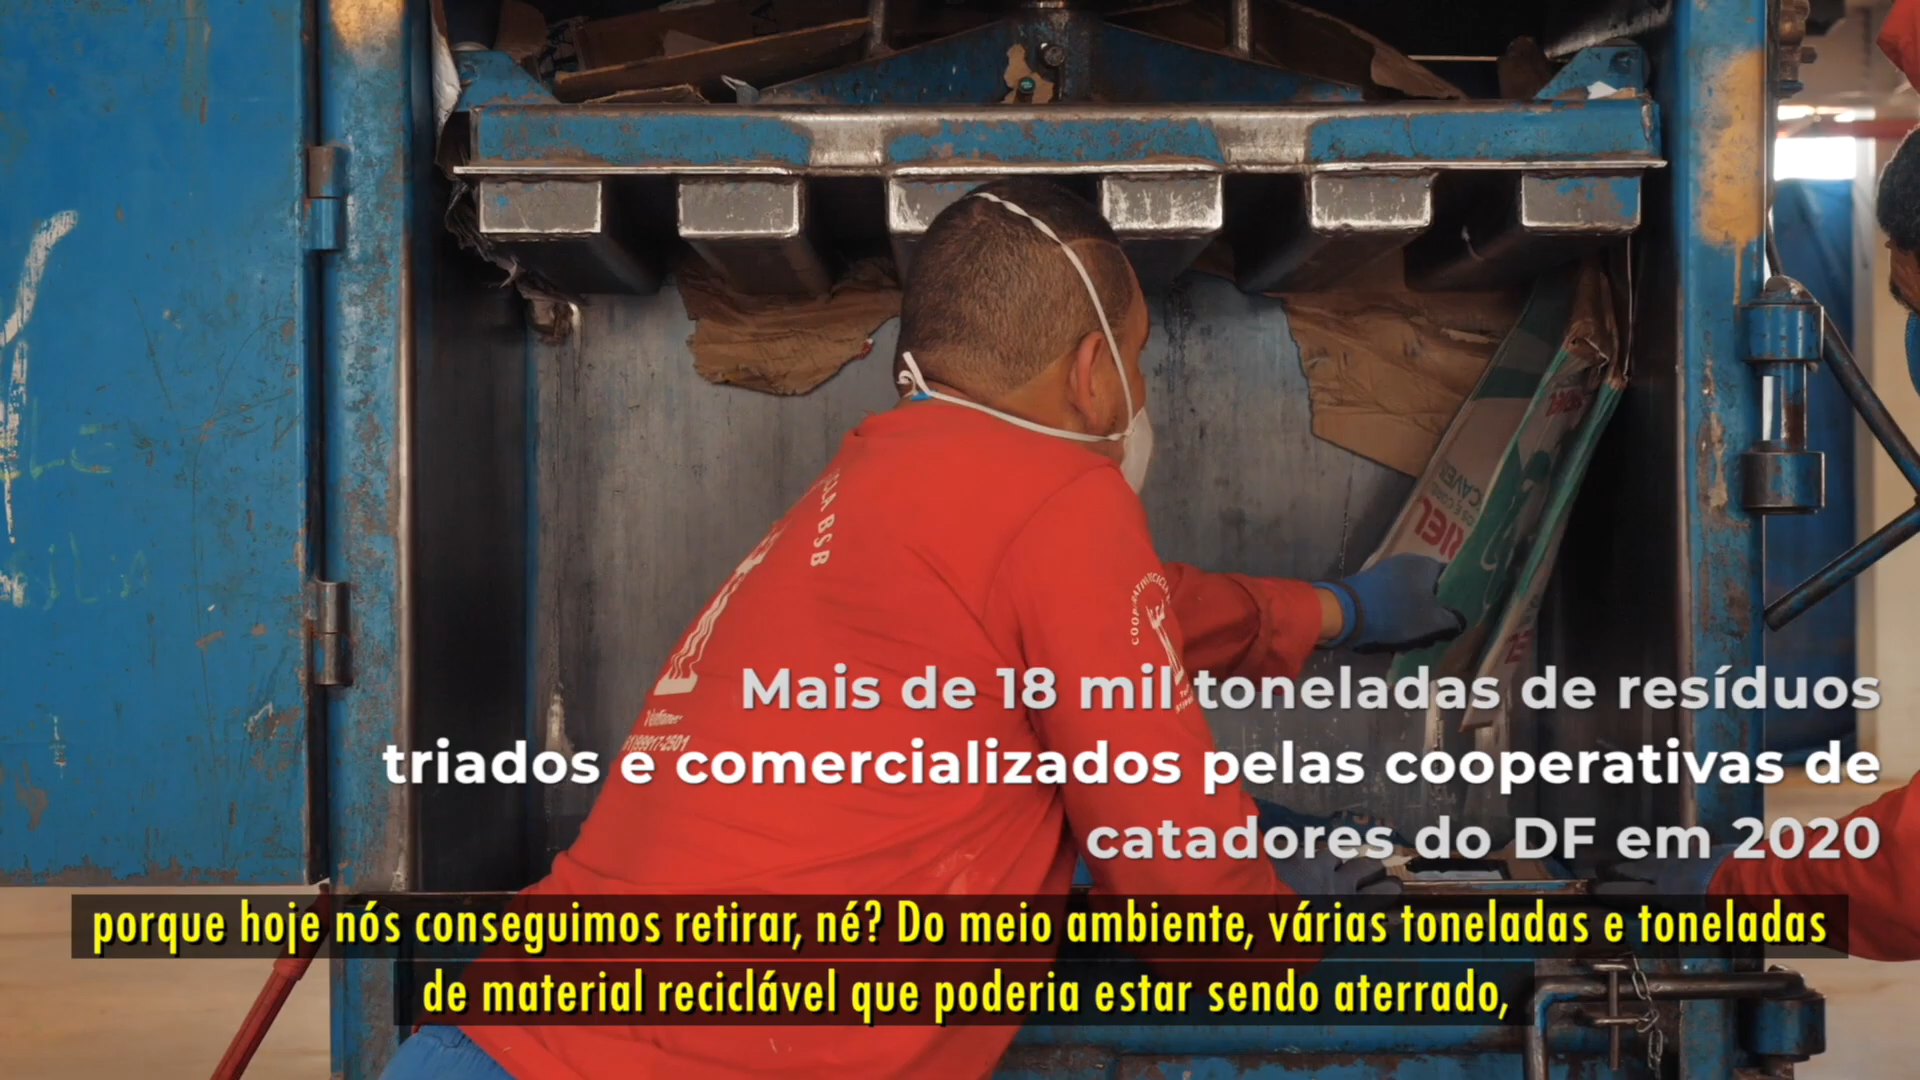 BSB
Mais de 18 mil toneladas de resíduos
triados e comercializados pelas cooperativas de
catadores do DF em 2020
porque hoje nós conseguimos retirar, né? Do meio ambiente, várias toneladas e toneladas
de material reciclável que poderia estar sendo aterrado,